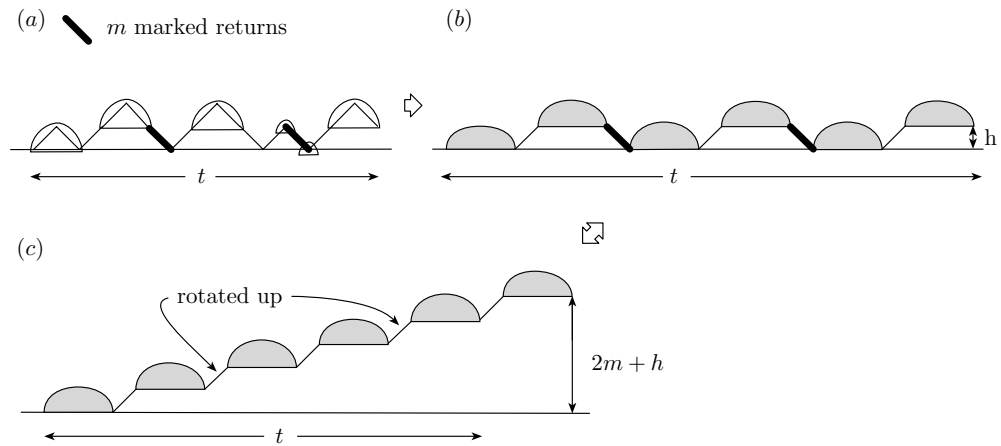 (a) m marked returns
(b)
t
t
h
(c)
rotated up
2m + h
t